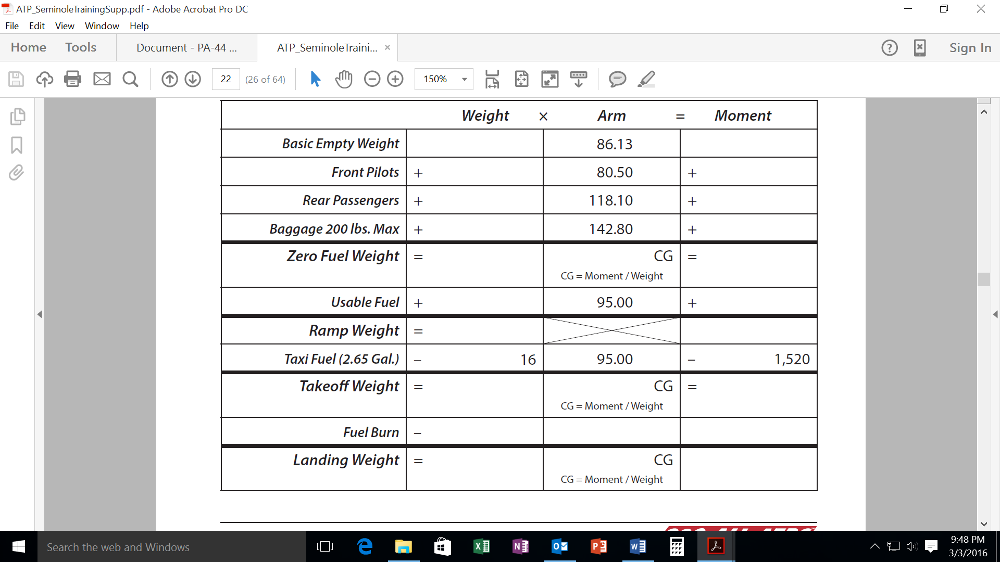 ATP_SeminoleTrainingSupp.pdf - Adobe Acrobat Pro DC
File Edit View Window Help
Home Tools Document - PA-44 ... ATP_SeminoleTraini... × Sign In
22 (26 of 64) 150%
Weight × Arm = Moment
Basic Empty Weight 86.13
Front Pilots + 80.50 +
Rear Passengers + 118.10 +
Baggage 200 lbs. Max + 142.80 +
Zero Fuel Weight = CG =
CG = Moment / Weight
Usable Fuel + 95.00 +
Ramp Weight =
Taxi Fuel (2.65 Gal.) – 16 95.00 – 1,520
Takeoff Weight = CG =
CG = Moment / Weight
Fuel Burn –
Landing Weight = CG
CG = Moment / Weight
Search the web and Windows
9:48 PM
3/3/2016